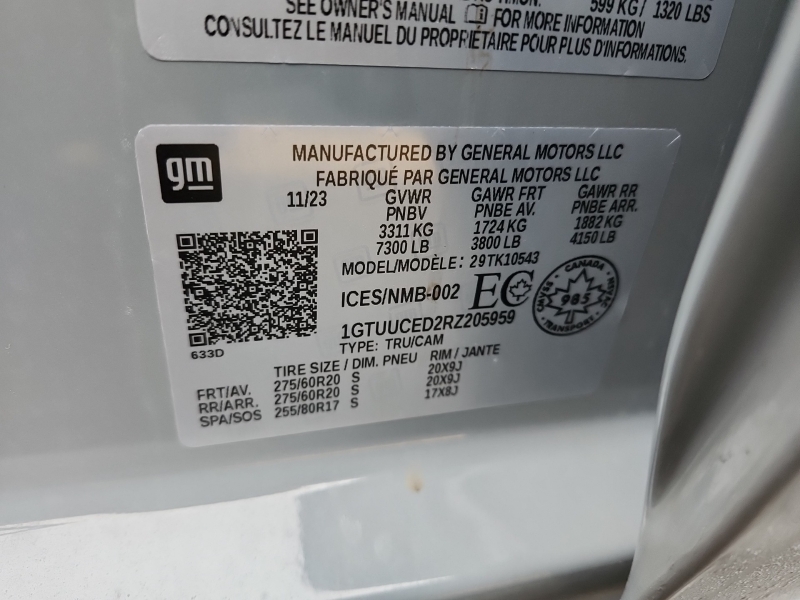 599 KG / 1320 LBS
SEE OWNER'S MANUAL FOR MORE INFORMATION
CONSULTEZ LE MANUEL DU PROPRIÉTAIRE POUR PLUS D'INFORMATIONS.
gm
MANUFACTURED BY GENERAL MOTORS LLC
FABRIQUÉ PAR GENERAL MOTORS LLC
11/23 GVWR GAWR FRT GAWR RR
PNBV PNBE AV. PNBE ARR.
3311 KG 1724 KG 1882 KG
7300 LB 3800 LB 4150 LB
MODEL/MODÈLE: 29TK10543
ICES/NMB-002 EC
CANADA
CMVSS 985 NSVAC
TRANSPORT
1GTUUCED2RZ205959
TYPE: TRU/CAM
633D
TIRE SIZE / DIM. PNEU RIM / JANTE
FRT/AV. 275/60R20 S 20X9J
RR/ARR. 275/60R20 S 20X9J
SPA/SOS 255/80R17 S 17X8J